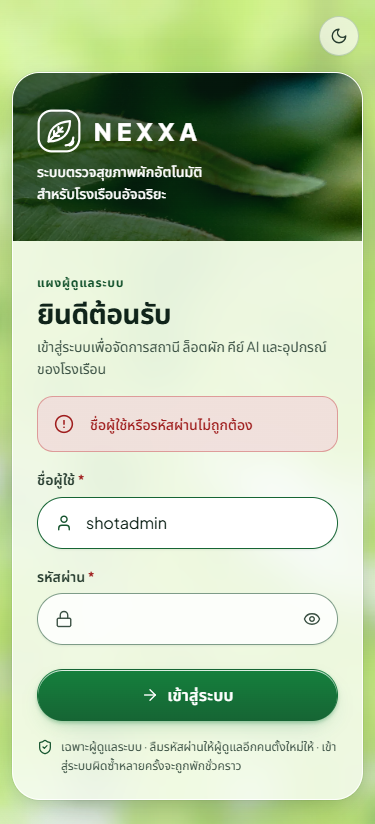 NEXXA
ระบบตรวจสุขภาพผักอัตโนมัติ
สำหรับโรงเรือนอัจฉริยะ
แผงผู้ดูแลระบบ
ยินดีต้อนรับ
เข้าสู่ระบบเพื่อจัดการสถานี ล็อตผัก คีย์ AI และอุปกรณ์
ของโรงเรือน
ชื่อผู้ใช้หรือรหัสผ่านไม่ถูกต้อง
ชื่อผู้ใช้ *
shotadmin
รหัสผ่าน *
เข้าสู่ระบบ
เฉพาะผู้ดูแลระบบ · ลืมรหัสผ่านให้ผู้ดูแลอีกคนตั้งใหม่ให้ · เข้า
สู่ระบบผิดซ้ำหลายครั้งจะถูกพักชั่วคราว